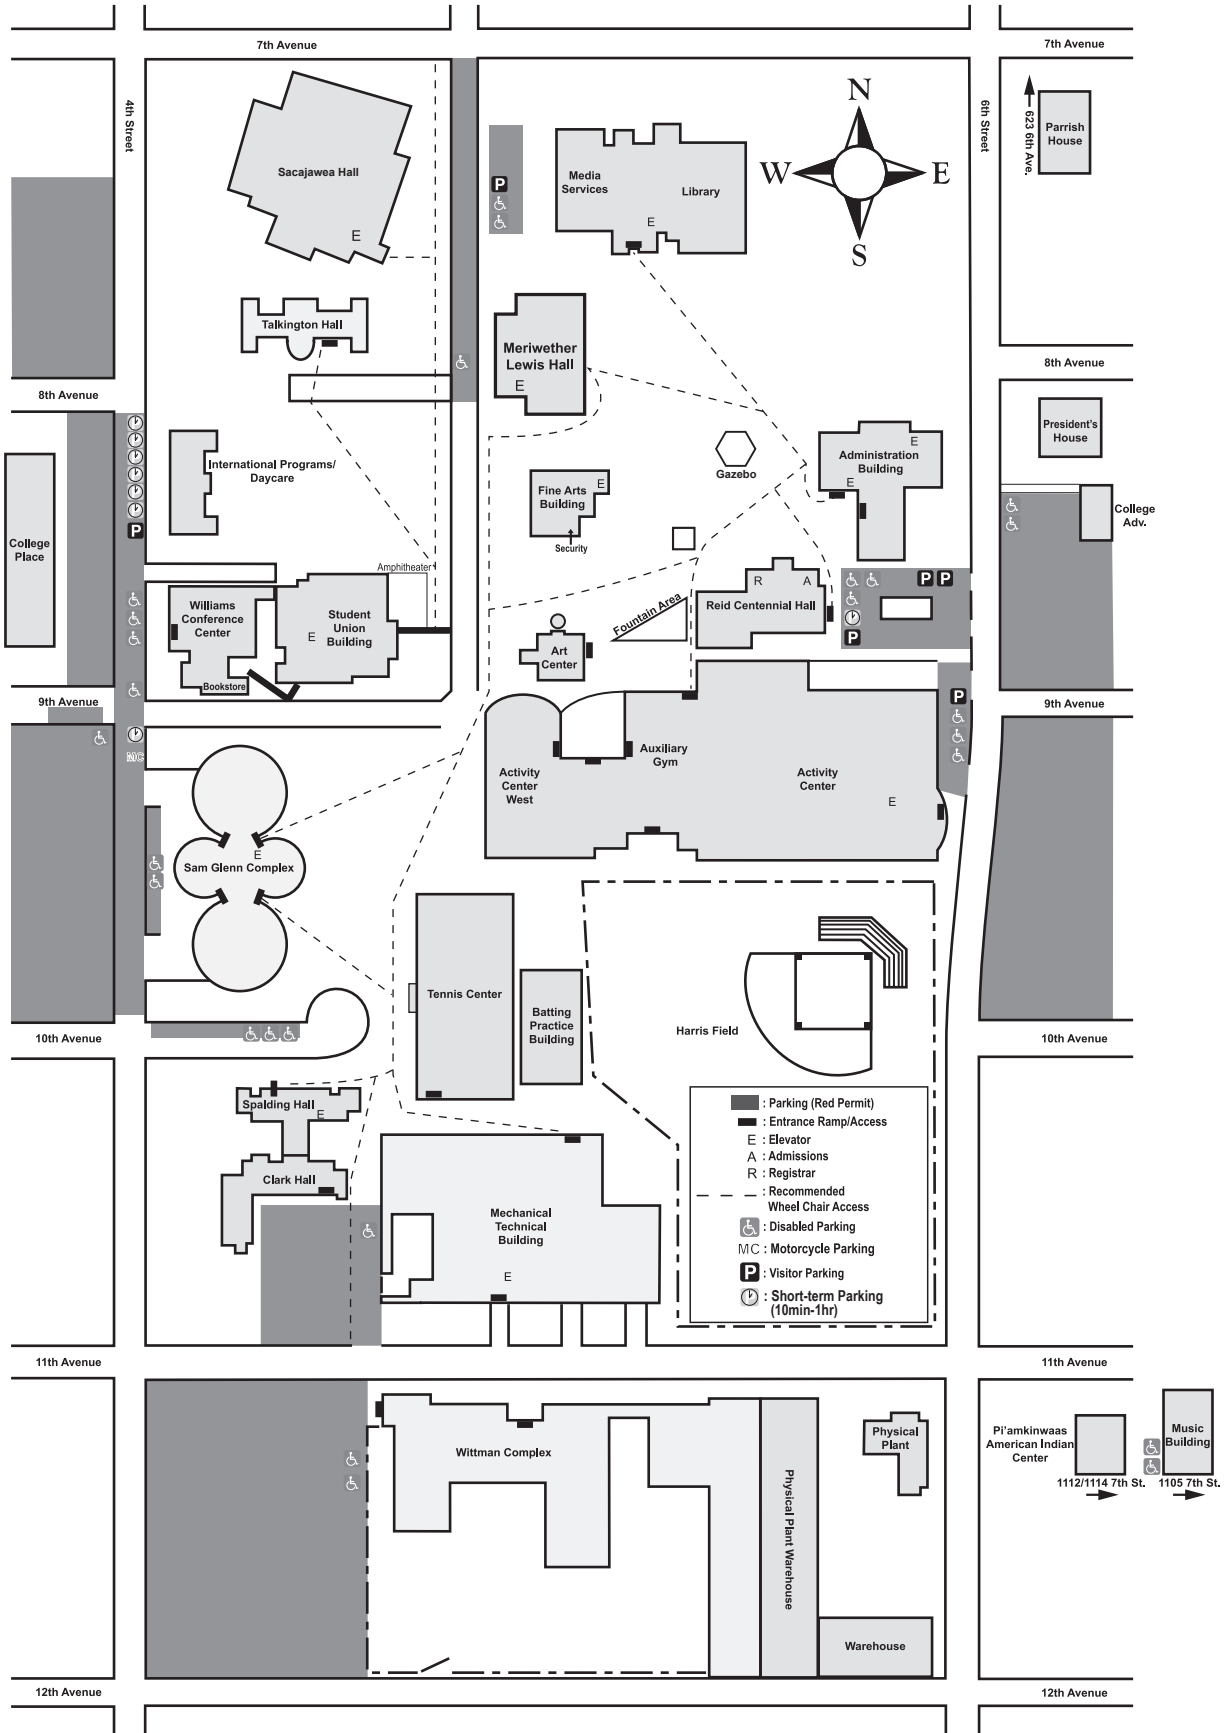 7th Avenue
7th Avenue
4th Street
6th Street
623 6th Ave.
Parrish
House
N
W
E
S
Sacajawea Hall
E
Media
Services
Library
E
P
Talkington Hall
Meriwether
Lewis Hall
E
8th Avenue
8th Avenue
President's
House
International Programs/
Daycare
Gazebo
Administration
Building
E
E
Fine Arts
Building
E
Security
P
College
Place
College
Adv.
Amphitheater
Williams
Conference
Center
Student
Union
Building
E
Bookstore
Fountain Area
R
A
Reid Centennial Hall
P
P
P
Art
Center
9th Avenue
9th Avenue
P
MC
Activity
Center
West
Auxiliary
Gym
Activity
Center
E
E
Sam Glenn Complex
Tennis Center
Batting
Practice
Building
Harris Field
10th Avenue
10th Avenue
Spalding Hall
E
Clark Hall
Mechanical
Technical
Building
E
: Parking (Red Permit)
: Entrance Ramp/Access
E : Elevator
A : Admissions
R : Registrar
: Recommended
Wheel Chair Access
: Disabled Parking
MC : Motorcycle Parking
P : Visitor Parking
: Short-term Parking
(10min-1hr)
11th Avenue
11th Avenue
Wittman Complex
Physical
Plant
Physical Plant Warehouse
Warehouse
Pi'amkinwaas
American Indian
Center
1112/1114 7th St.
Music
Building
1105 7th St.
12th Avenue
12th Avenue